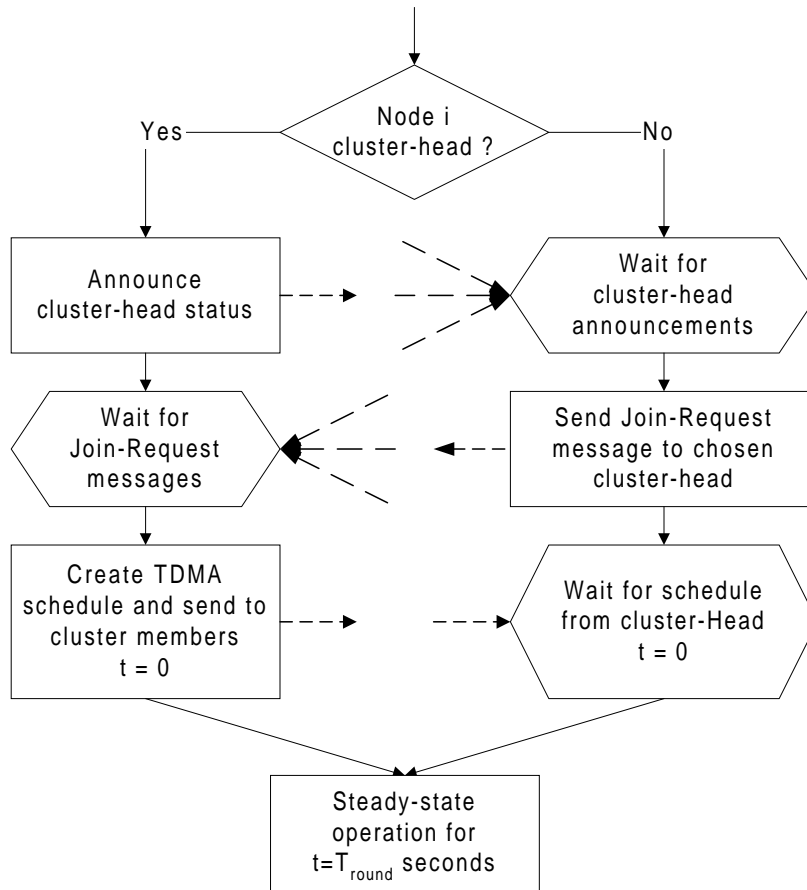 Node i
cluster-head ?
Yes
No
Announce
cluster-head status
Wait for
cluster-head
announcements
Wait for
Join-Request
messages
Send Join-Request
message to chosen
cluster-head
Create TDMA
schedule and send to
cluster members
t = 0
Wait for schedule
from cluster-Head
t = 0
Steady-state
operation for
t=T_round seconds